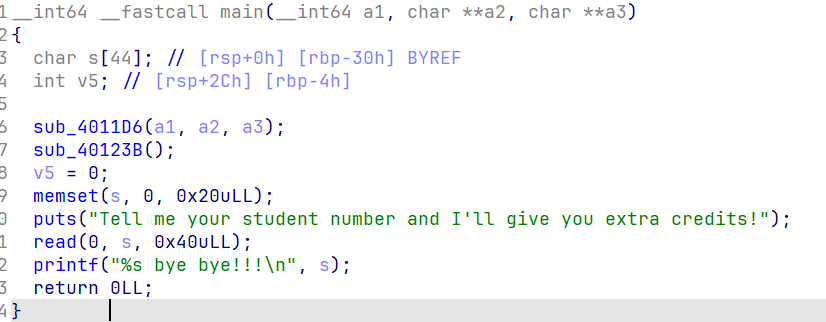 1 __int64 __fastcall main(__int64 a1, char **a2, char **a3)
2 {
3   char s[44]; // [rsp+0h] [rbp-30h] BYREF
4   int v5; // [rsp+2Ch] [rbp-4h]
5
6   sub_4011D6(a1, a2, a3);
7   sub_40123B();
8   v5 = 0;
9   memset(s, 0, 0x20uLL);
0   puts("Tell me your student number and I'll give you extra credits!");
1   read(0, s, 0x40uLL);
2   printf("%s bye bye!!!\n", s);
3   return 0LL;
4 }